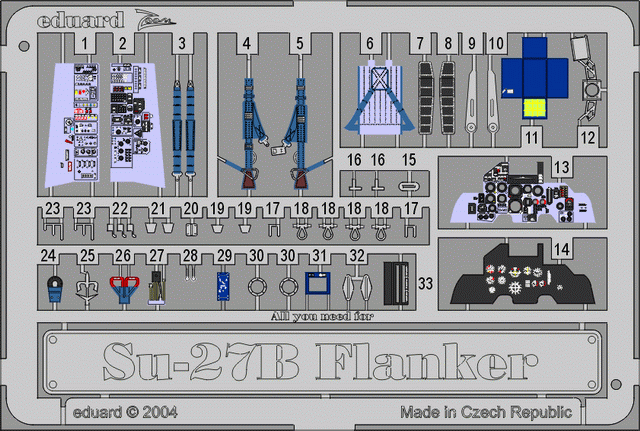 eduard Zoom
1 2 3 4 5 6 7 8 9 10
11 12
16 16 15 13
23 23 22 21 20 19 19 17 18 18 18 18 17
14
24 25 26 27 28 29 30 30 31 32
33
All you need for
Su-27B Flanker
eduard © 2004 Made in Czech Republic